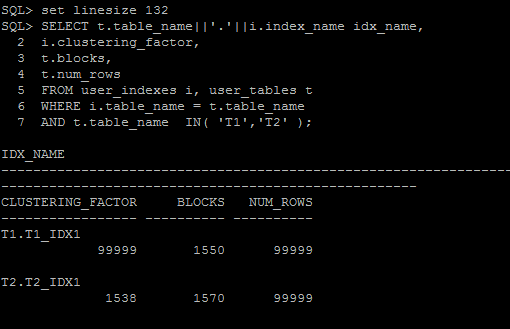 SQL> set linesize 132
SQL> SELECT t.table_name||'.'||i.index_name idx_name,
  2  i.clustering_factor,
  3  t.blocks,
  4  t.num_rows
  5  FROM user_indexes i, user_tables t
  6  WHERE i.table_name = t.table_name
  7  AND t.table_name  IN( 'T1','T2' );
IDX_NAME
----------------------------------------------------------------
----------------------------------------------------
CLUSTERING_FACTOR     BLOCKS   NUM_ROWS
----------------- ---------- ----------
T1.T1_IDX1
            99999       1550      99999
T2.T2_IDX1
             1538       1570      99999